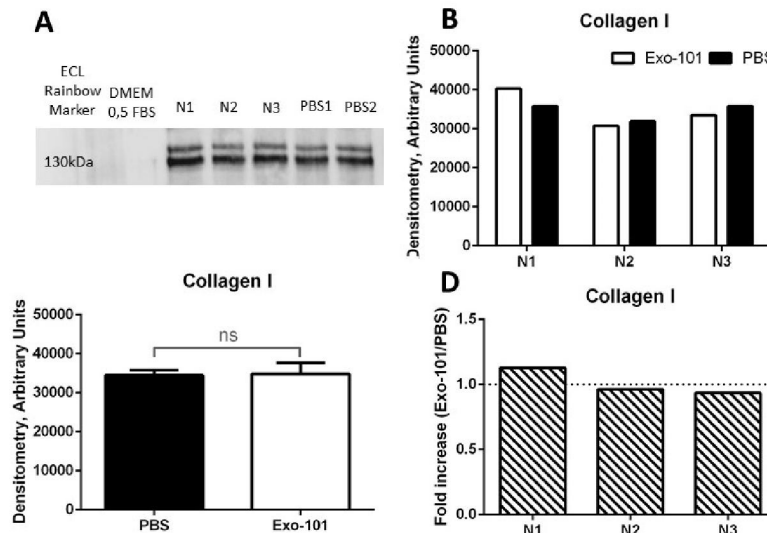 A
ECL
Rainbow
Marker
DMEM
0,5 FBS
N1 N2 N3 PBS1 PBS2
130kDa
B
Collagen I
Densitometry, Arbitrary Units
50000
40000
30000
20000
10000
0
Exo-101 PBS
N1 N2 N3
Collagen I
Densitometry, Arbitrary Units
50000
40000
30000
20000
10000
0
ns
PBS Exo-101
D
Collagen I
Fold increase (Exo-101/PBS)
1.5
1.0
0.5
0.0
N1 N2 N3